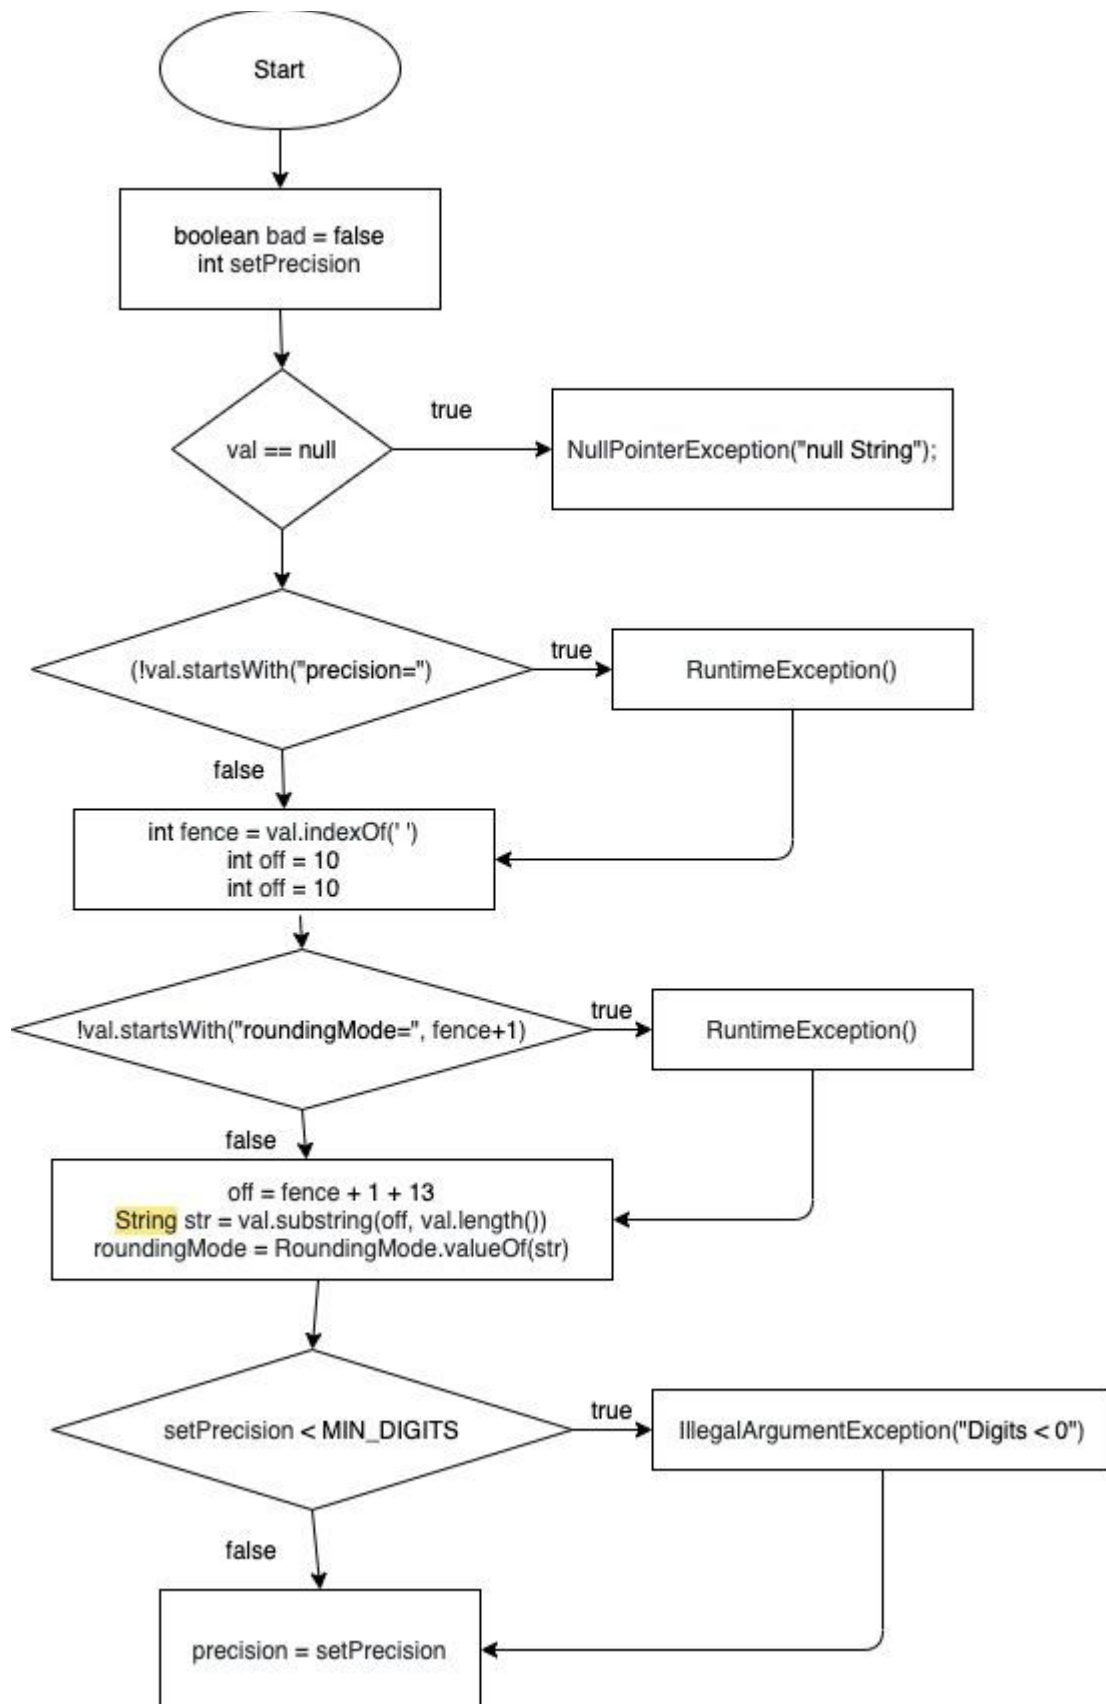 Start
boolean bad = false
int setPrecision
true
val == null
NullPointerException("null String");
true
(!val.startsWith("precision=")
RuntimeException()
false
int fence = val.indexOf(' ')
int off = 10
int off = 10
true
!val.startsWith("roundingMode=", fence+1)
RuntimeException()
false
off = fence + 1 + 13
String str = val.substring(off, val.length())
roundingMode = RoundingMode.valueOf(str)
true
setPrecision < MIN_DIGITS
IllegalArgumentException("Digits < 0")
false
precision = setPrecision